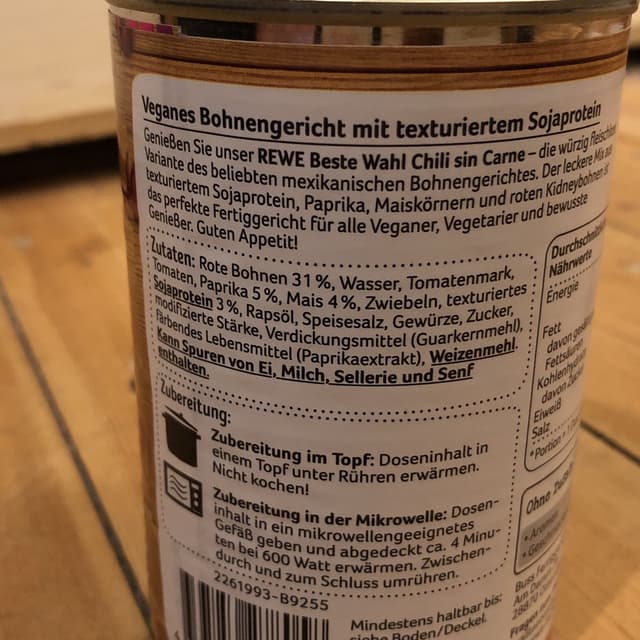 Veganes Bohnengericht mit texturiertem Sojaprotein
Genießen Sie unser REWE Beste Wahl Chili sin Carne – die würzig
Variante des beliebten mexikanischen Bohnengerichtes. Der leckere Mix aus
texturiertem Sojaprotein, Paprika, Maiskörnern und roten Kidneybohnen ist
das perfekte Fertiggericht für alle Veganer, Vegetarier und bewusste
Genießer. Guten Appetit!
Zutaten: Rote Bohnen 31 %, Wasser, Tomatenmark,
Tomaten, Paprika 5 %, Mais 4 %, Zwiebeln, texturiertes
Sojaprotein 3 %, Rapsöl, Speisesalz, Gewürze, Zucker,
modifizierte Stärke, Verdickungsmittel (Guarkernmehl),
färbendes Lebensmittel (Paprikaextrakt), Weizenmehl.
Kann Spuren von Ei, Milch, Sellerie und Senf
enthalten.
Zubereitung:
Zubereitung im Topf: Doseninhalt in
einem Topf unter Rühren erwärmen.
Nicht kochen!
Zubereitung in der Mikrowelle: Dosen-
inhalt in ein mikrowellengeeignetes
Gefäß geben und abgedeckt ca. 4 Minu-
ten bei 600 Watt erwärmen. Zwischen-
durch und zum Schluss umrühren.
2261993-B9255
Mindestens haltbar bis:
siehe Boden/Deckel.
Nährwerte
Energie
Fett
davon
Eiweiß
Salz
Ohne